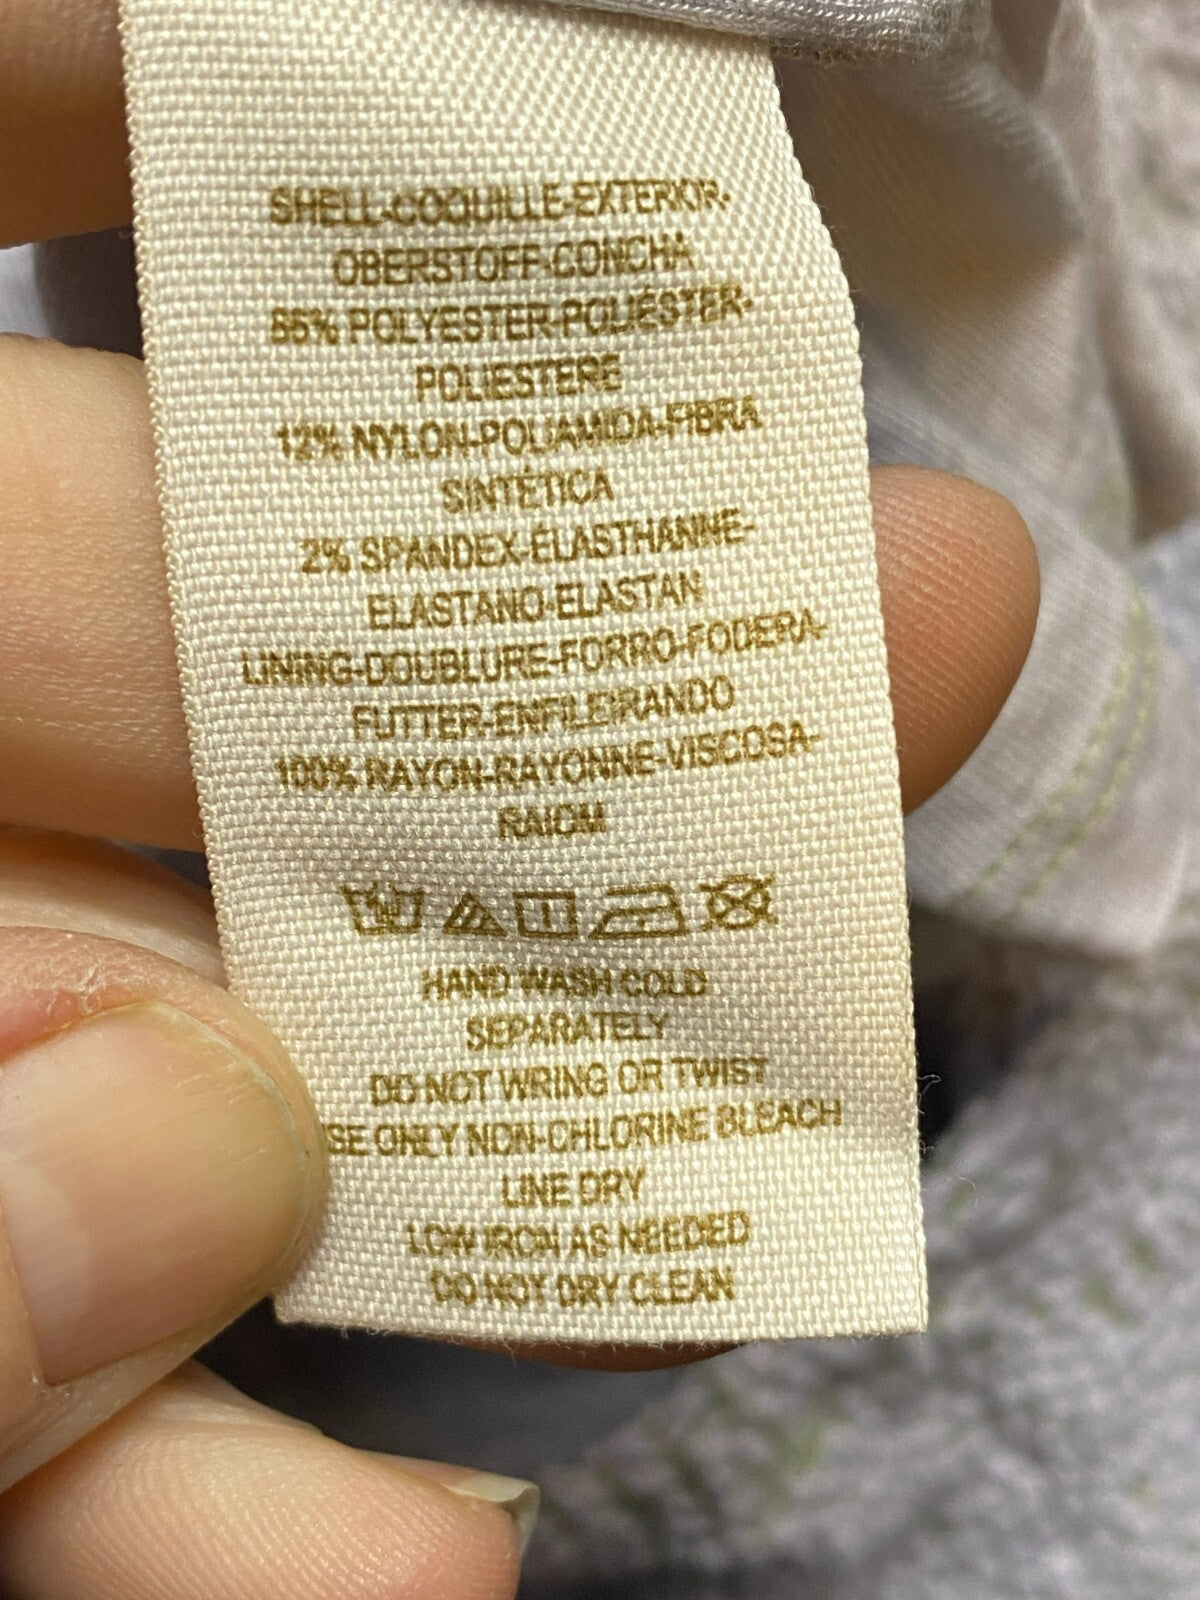 SHELL-COQUILLE-EXTERIOR-
OBERSTOFF-CONCHA
86% POLYESTER-POLIÉSTER-
POLIESTERE
12% NYLON-POLIAMIDA-FIBRA
SINTÉTICA
2% SPANDEX-ÉLASTHANNE-
ELASTANO-ELASTAN
LINING-DOUBLURE-FORRO-FODERA-
FUTTER-ENFILEIRANDO
100% RAYON-RAYONNE-VISCOSA-
RAIOM
HAND WASH COLD
SEPARATELY
DO NOT WRING OR TWIST
SE ONLY NON-CHLORINE BLEACH
LINE DRY
LOW IRON AS NEEDED
DO NOT DRY CLEAN